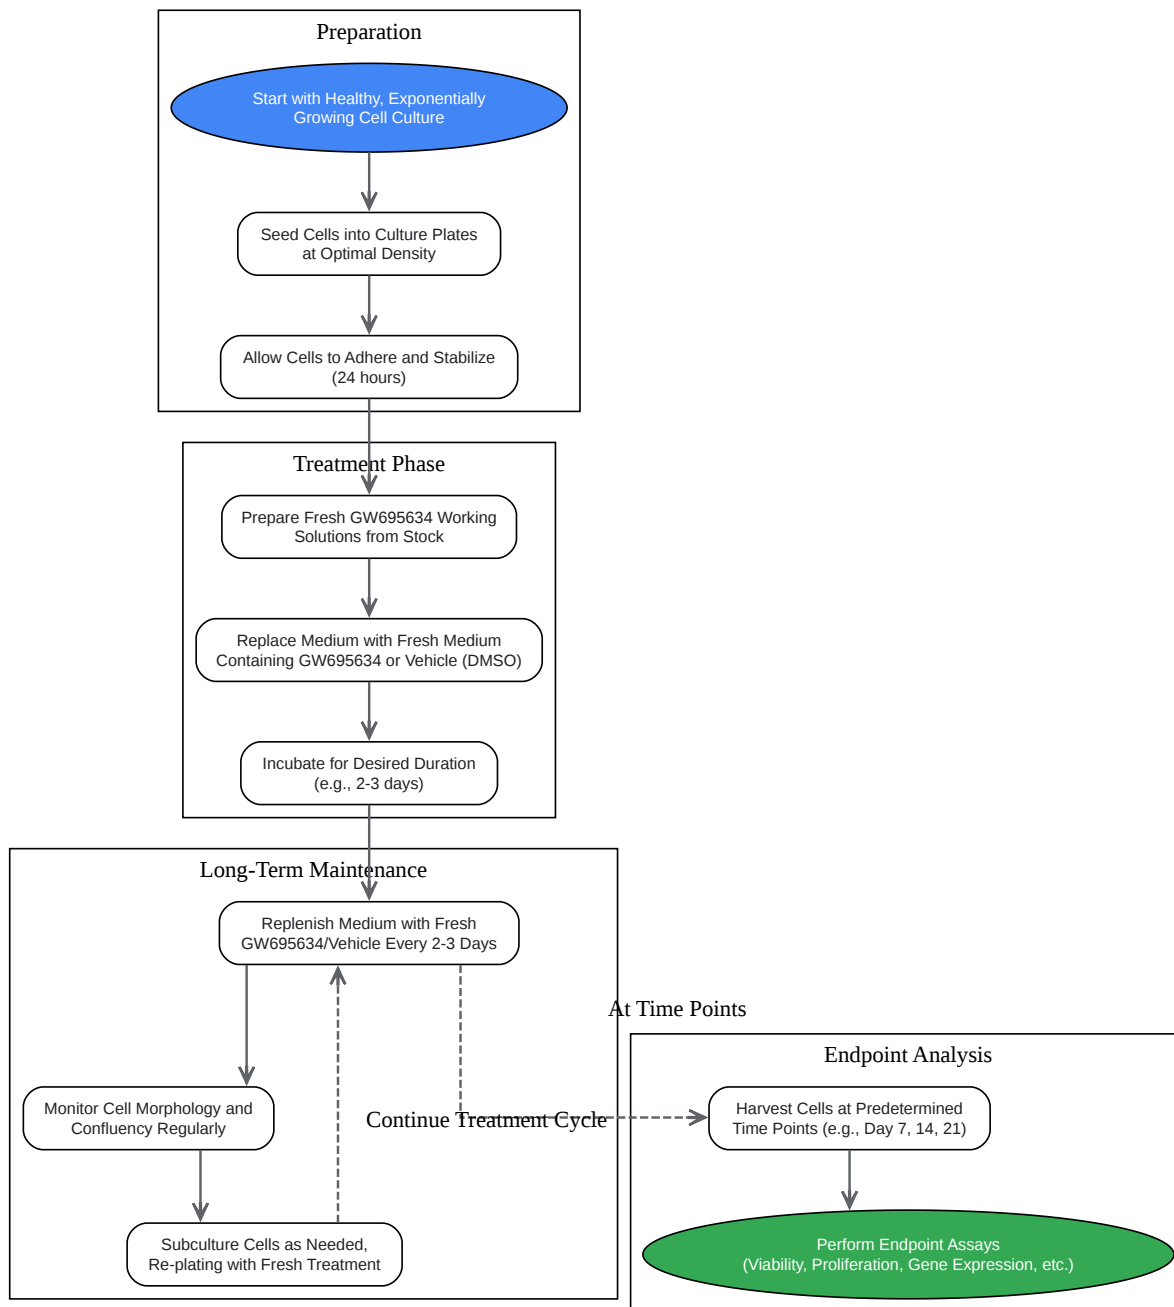 Preparation
Start with Healthy, Exponentially
Growing Cell Culture
Seed Cells into Culture Plates
at Optimal Density
Allow Cells to Adhere and Stabilize
(24 hours)
Treatment Phase
Prepare Fresh GW695634 Working
Solutions from Stock
Replace Medium with Fresh Medium
Containing GW695634 or Vehicle (DMSO)
Incubate for Desired Duration
(e.g., 2-3 days)
Long-Term Maintenance
Replenish Medium with Fresh
GW695634/Vehicle Every 2-3 Days
At Time Points
Monitor Cell Morphology and
Confluency Regularly
Continue Treatment Cycle
Subculture Cells as Needed,
Re-plating with Fresh Treatment
Endpoint Analysis
Harvest Cells at Predetermined
Time Points (e.g., Day 7, 14, 21)
Perform Endpoint Assays
(Viability, Proliferation, Gene Expression, etc.)